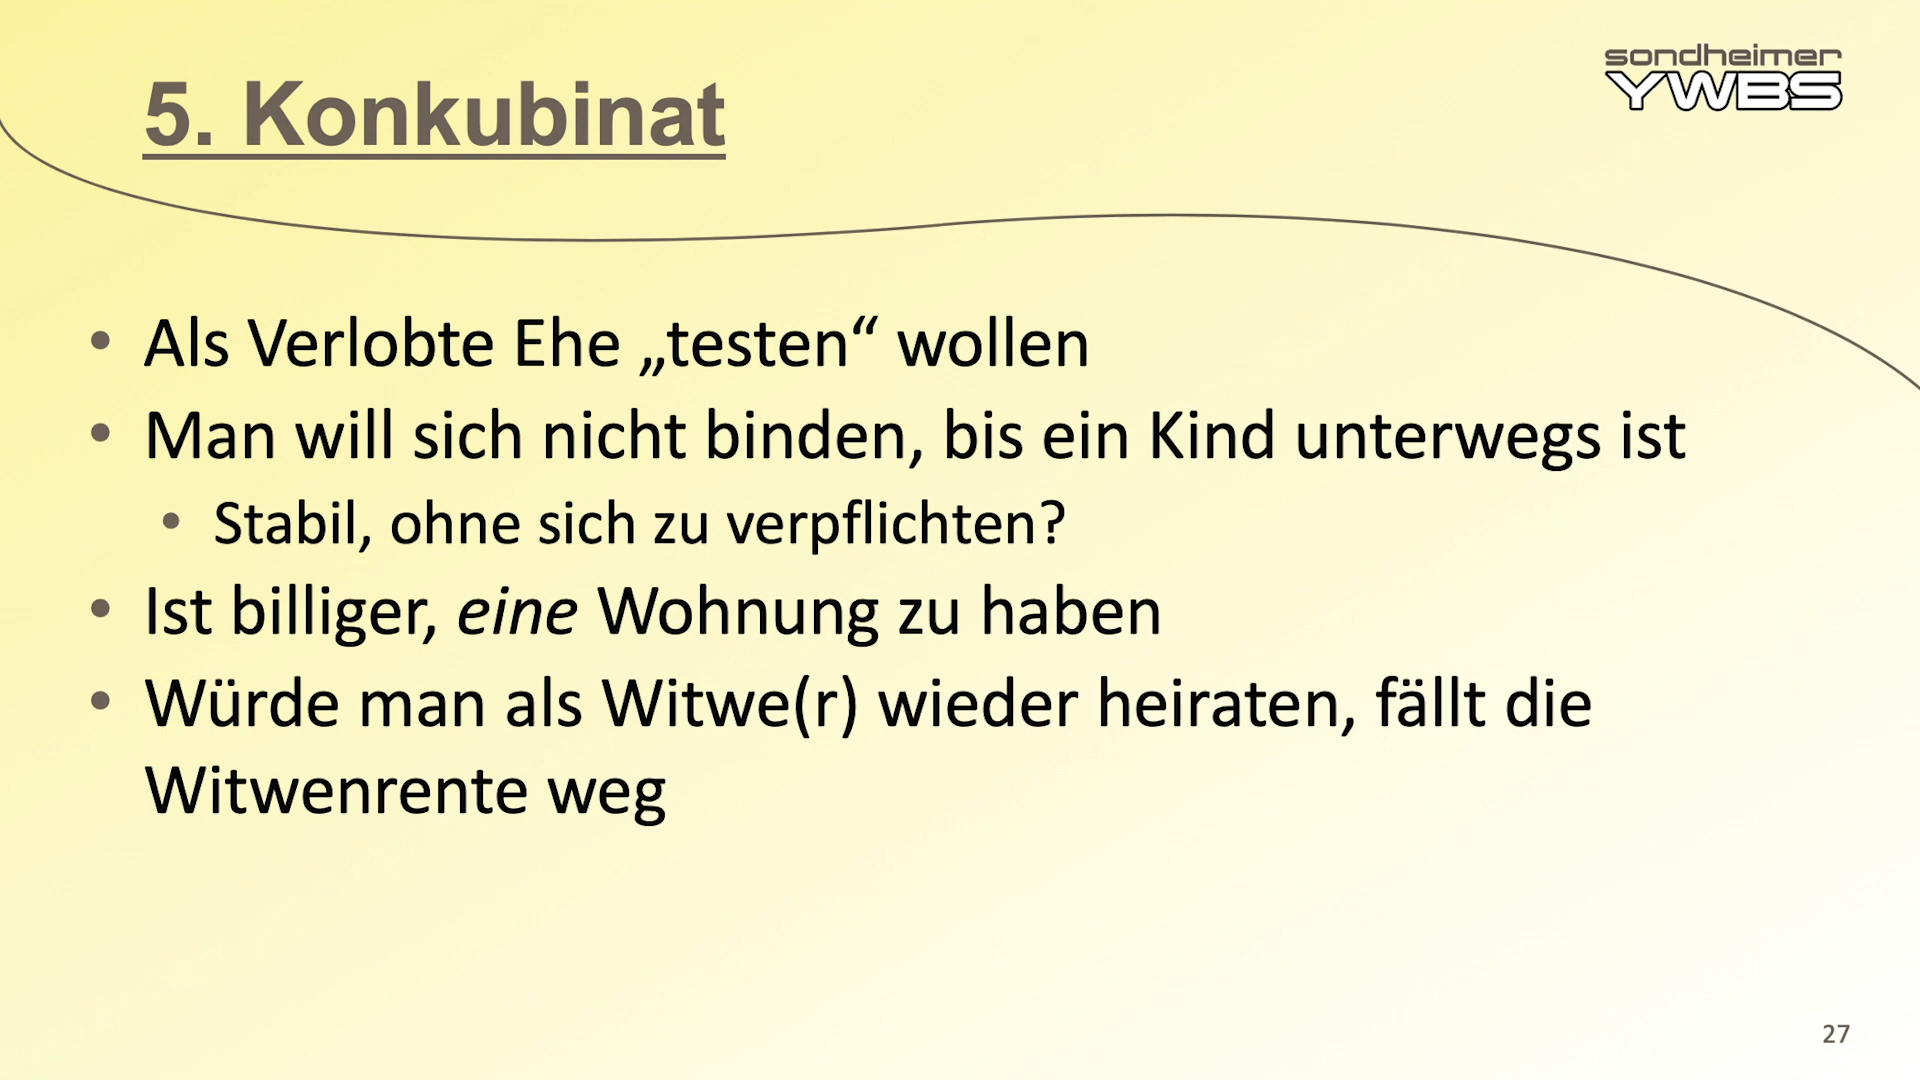 sondheimer
YWBS
5. Konkubinat
• Als Verlobte Ehe „testen“ wollen
• Man will sich nicht binden, bis ein Kind unterwegs ist
• Stabil, ohne sich zu verpflichten?
• Ist billiger, eine Wohnung zu haben
• Würde man als Witwe(r) wieder heiraten, fällt die
Witwenrente weg
27